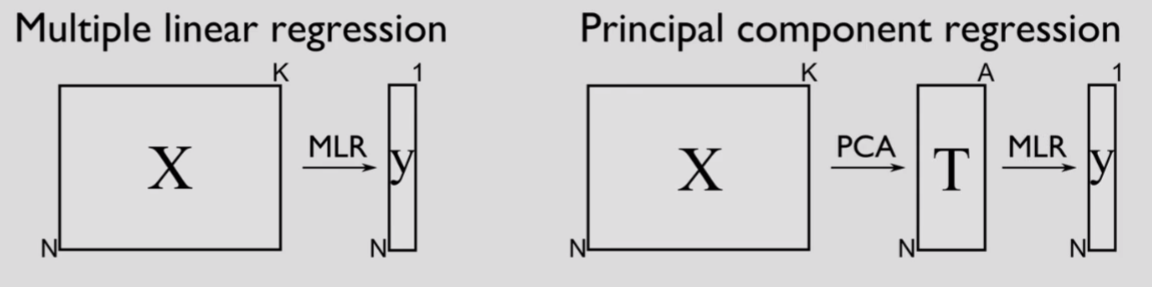 Multiple linear regression
K
1
X
MLR
y
N
N
Principal component regression
K
A
1
X
PCA
T
MLR
y
N
N
N